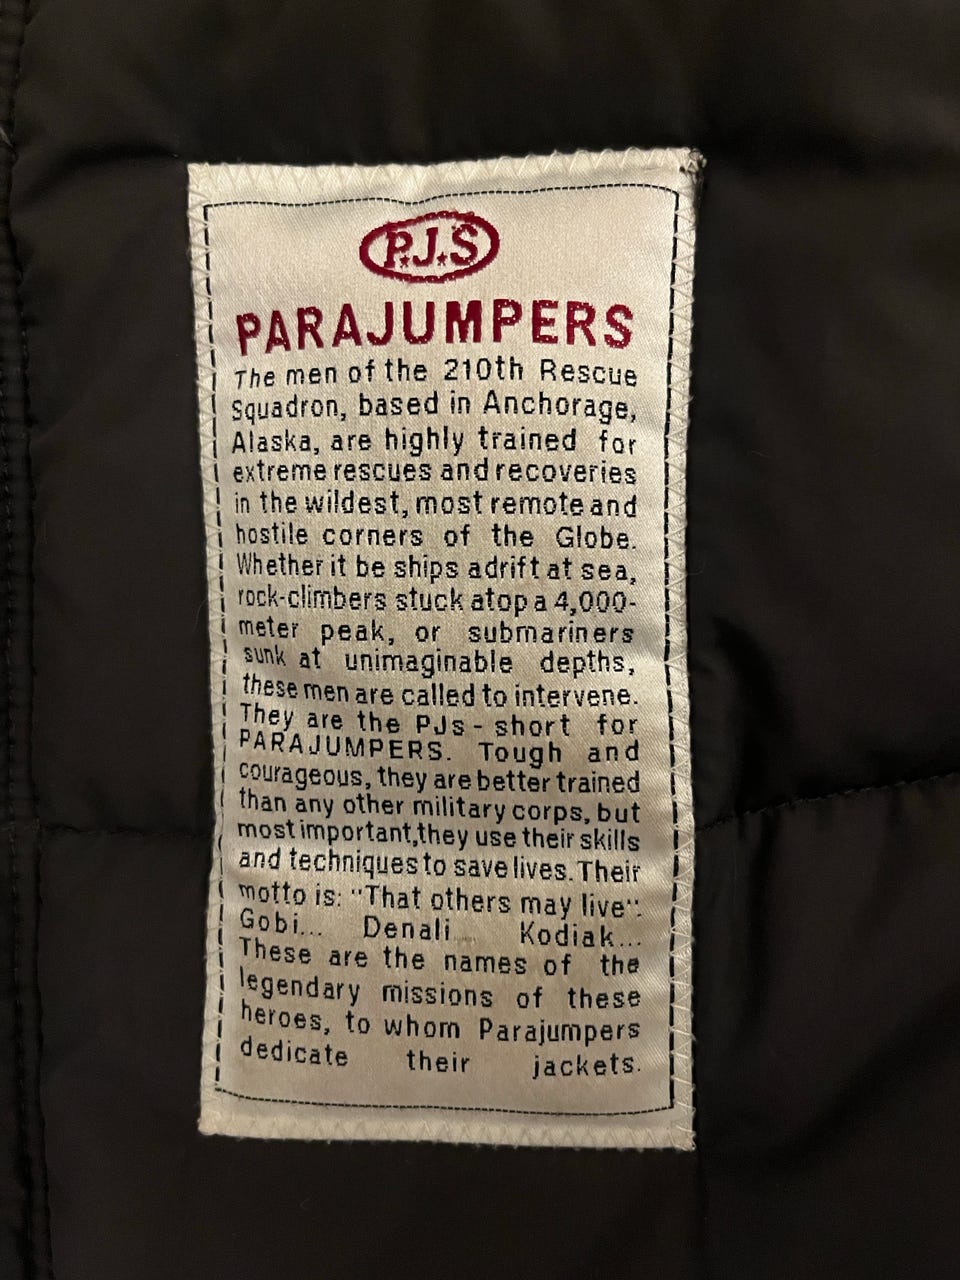 P.J.S
PARAJUMPERS
The men of the 210th Rescue
Squadron, based in Anchorage,
Alaska, are highly trained for
extreme rescues and recoveries
in the wildest, most remote and
hostile corners of the Globe.
Whether it be ships adrift at sea,
rock-climbers stuck atop a 4,000-
meter peak, or submariners
sunk at unimaginable depths,
these men are called to intervene.
They are the PJs - short for
PARAJUMPERS. Tough and
courageous, they are better trained
than any other military corps, but
most important,they use their skills
and techniques to save lives. Their
motto is: "That others may live".
Gobi... Denali... Kodiak...
These are the names of the
legendary missions of these
heroes, to whom Parajumpers
dedicate their jackets.